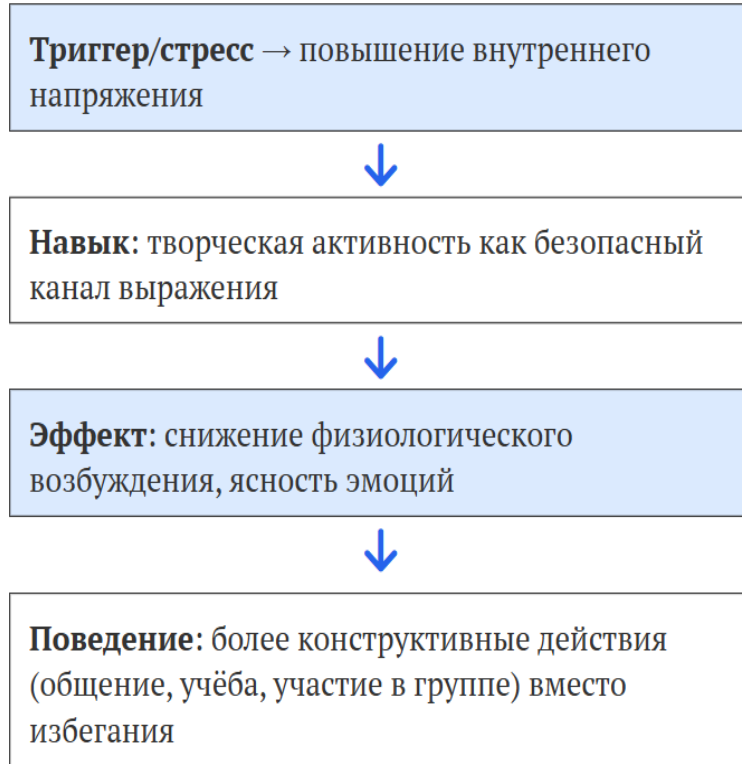 Триггер/стресс → повышение внутреннего
напряжения
Навык: творческая активность как безопасный
канал выражения
Эффект: снижение физиологического
возбуждения, ясность эмоций
Поведение: более конструктивные действия
(общение, учёба, участие в группе) вместо
избегания